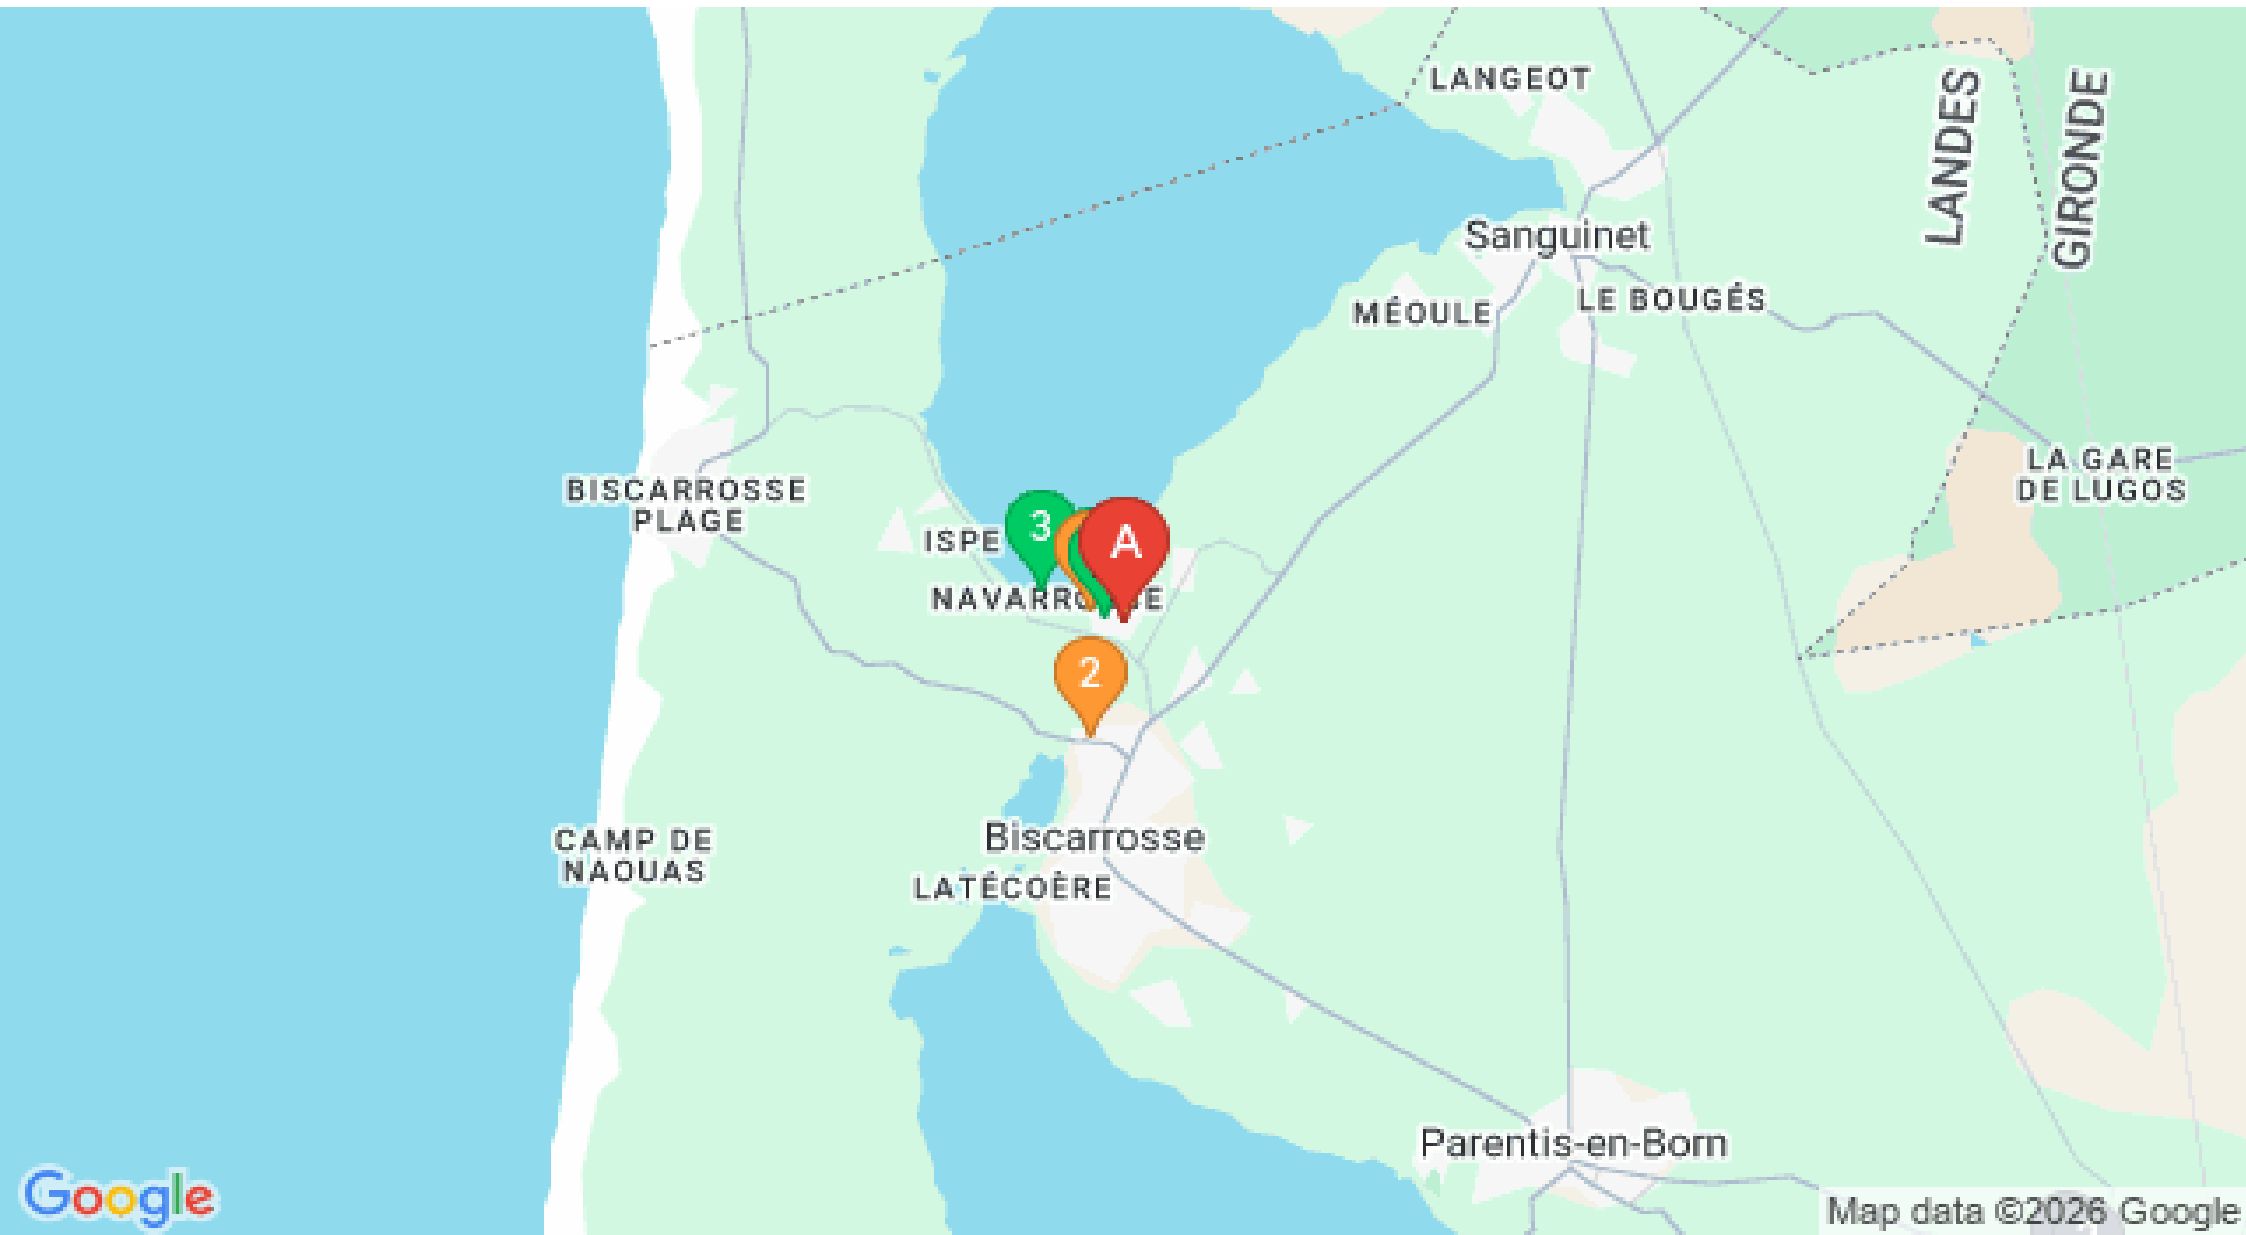 LANGEOT
LANDES
GIRONDE
Sanguinet
MÉOULE
LE BOUGÉS
LA GARE
DE LUGOS
BISCARROSSE
PLAGE
ISPE
3
A
2
Biscarrosse
LATÉCOÈRE
CAMP DE
NAOUAS
Parentis-en-Born
Google
Map data ©2026 Google